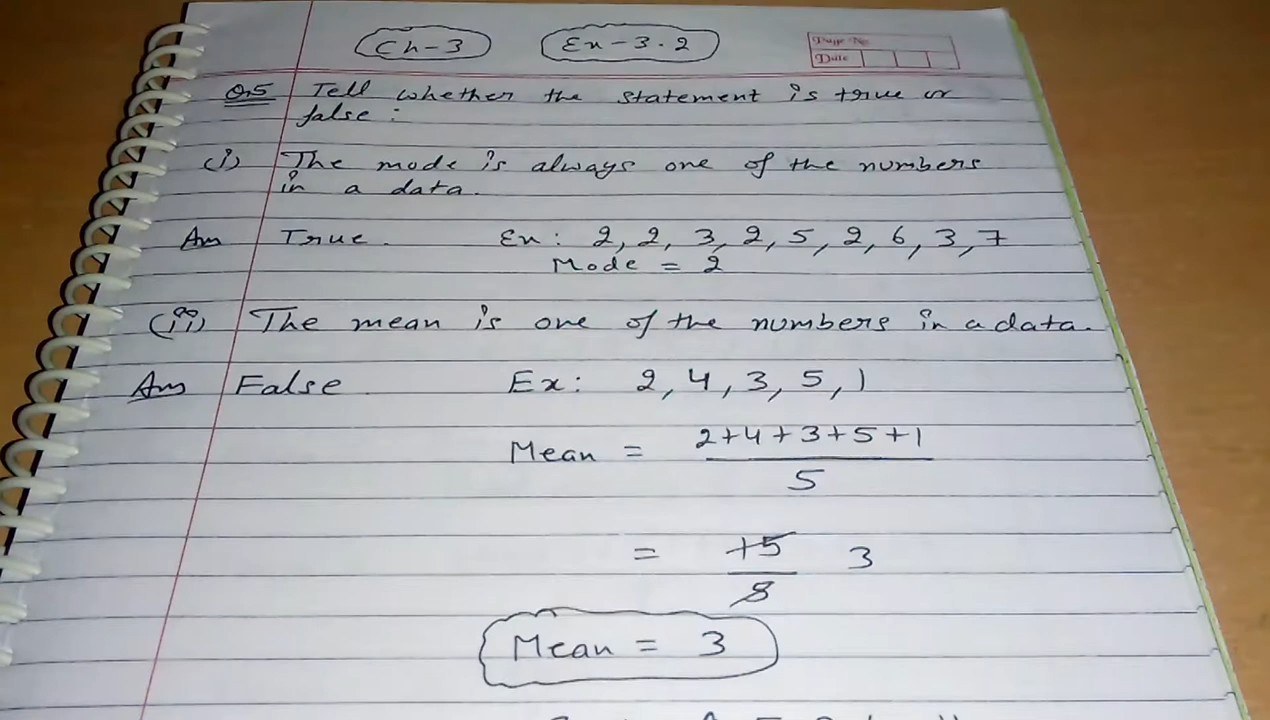 Ch-3 Ex-3.2
Page No.
Date
Q.5 Tell whether the statement is true or
false:
(i) The mode is always one of the numbers
in a data.
Ans True. Ex: 2, 2, 3, 2, 5, 2, 6, 3, 7
Mode = 2
(ii) The mean is one of the numbers in a data.
Ans False. Ex: 2, 4, 3, 5, 1
Mean = 2+4+3+5+1
5
= 15 3
5
Mean = 3